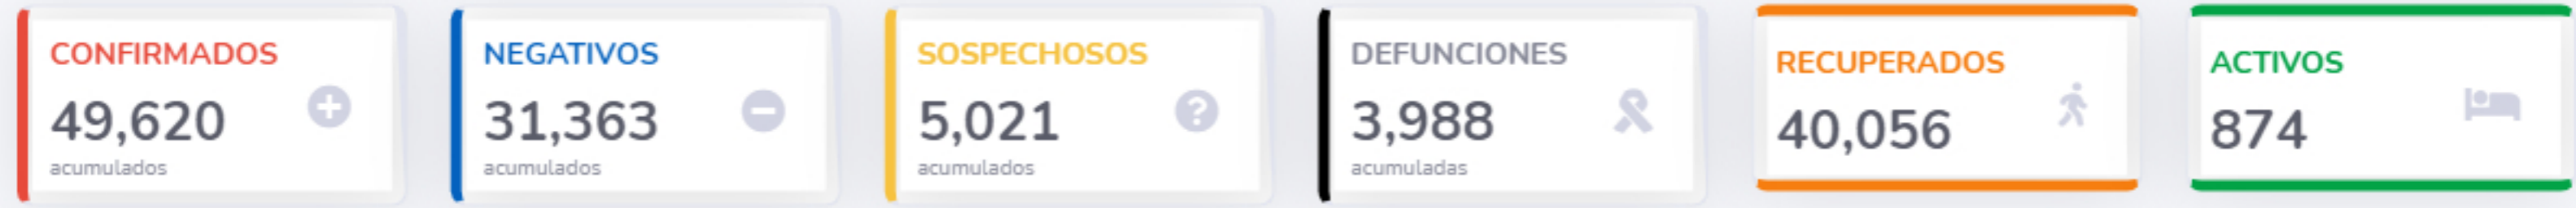 CONFIRMADOS
49,620
acumulados
NEGATIVOS
31,363
acumulados
SOSPECHOSOS
5,021
acumulados
DEFUNCIONES
3,988
acumuladas
RECUPERADOS
40,056
ACTIVOS
874